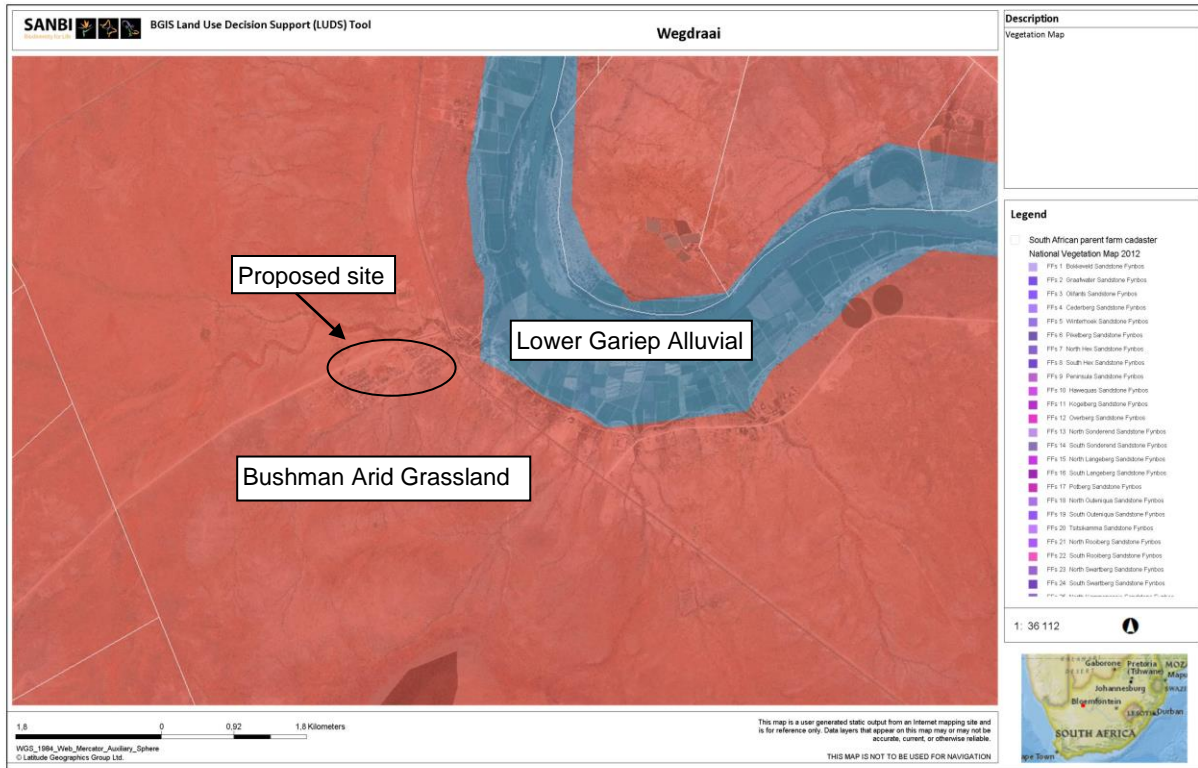 SANBI
Biodiversity for Life
BGIS Land Use Decision Support (LUDS) Tool
Wegdraai
Description
Vegetation Map
Proposed site
Lower Gariep Alluvial
Bushman Arid Grassland
Legend
South African parent farm cadaster
National Vegetation Map 2012
FFs 1 Bokkeveld Sandstone Fynbos
FFs 2 Graafwater Sandstone Fynbos
FFs 3 Olifants Sandstone Fynbos
FFs 4 Cederberg Sandstone Fynbos
FFs 5 Winterhoek Sandstone Fynbos
FFs 6 Piketberg Sandstone Fynbos
FFs 7 North Hex Sandstone Fynbos
FFs 8 South Hex Sandstone Fynbos
FFs 9 Peninsula Sandstone Fynbos
FFs 10 Hawequas Sandstone Fynbos
FFs 11 Kogelberg Sandstone Fynbos
FFs 12 Overberg Sandstone Fynbos
FFs 13 North Sonderend Sandstone Fynbos
FFs 14 South Sonderend Sandstone Fynbos
FFs 15 North Langeberg Sandstone Fynbos
FFs 16 South Langeberg Sandstone Fynbos
FFs 17 Potberg Sandstone Fynbos
FFs 18 North Outeniqua Sandstone Fynbos
FFs 19 South Outeniqua Sandstone Fynbos
FFs 20 Tsitsikamma Sandstone Fynbos
FFs 21 North Rooiberg Sandstone Fynbos
FFs 22 South Rooiberg Sandstone Fynbos
FFs 23 North Swartberg Sandstone Fynbos
FFs 24 South Swartberg Sandstone Fynbos
1: 36 112
Gaborone Pretoria MOZA
DESERT (Tshwane) Mapu
Johannesburg SWAZI
Bloemfontein
LESOTHO Durban
SOUTH AFRICA
ape Town
1,8 0 0,92 1,8 Kilometers
WGS_1984_Web_Mercator_Auxiliary_Sphere
© Latitude Geographics Group Ltd.
This map is a user generated static output from an Internet mapping site and
is for reference only. Data layers that appear on this map may or may not be
accurate, current, or otherwise reliable.
THIS MAP IS NOT TO BE USED FOR NAVIGATION